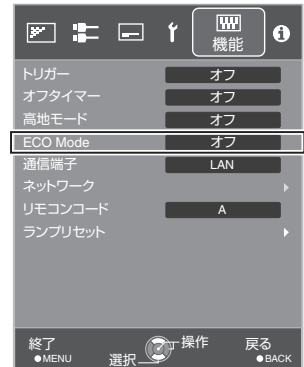 機能
トリガー オフ
オフタイマー オフ
高地モード オフ
ECO Mode オフ
通信端子 LAN
ネットワーク
リモコンコード A
ランプリセット
終了 操作 戻る
●MENU 選択 ●BACK